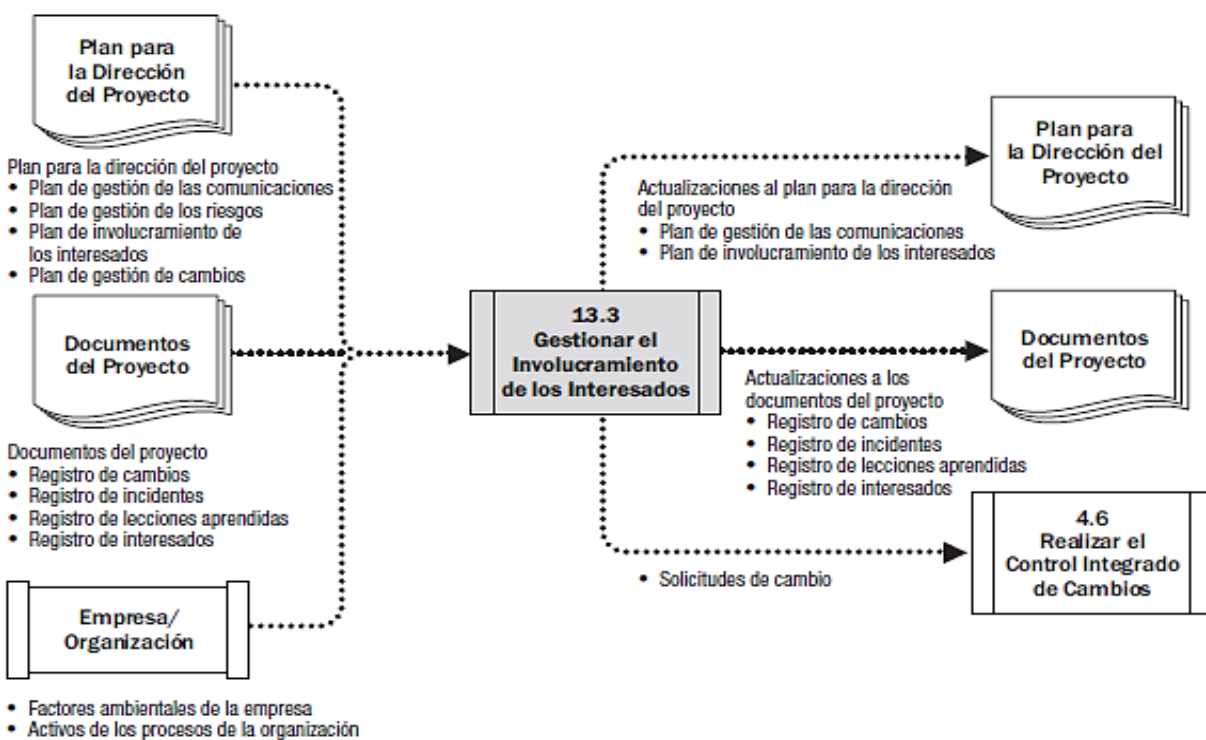 Plan para
la Dirección
del Proyecto
Plan para la dirección del proyecto
• Plan de gestión de las comunicaciones
• Plan de gestión de los riesgos
• Plan de involucramiento de
los interesados
• Plan de gestión de cambios
Documentos
del Proyecto
Documentos del proyecto
• Registro de cambios
• Registro de incidentes
• Registro de lecciones aprendidas
• Registro de interesados
Empresa/
Organización
• Factores ambientales de la empresa
• Activos de los procesos de la organización
13.3
Gestionar el
Involucramiento
de los Interesados
Plan para
la Dirección del
Proyecto
Actualizaciones al plan para la dirección
del proyecto
• Plan de gestión de las comunicaciones
• Plan de involucramiento de los interesados
Documentos
del Proyecto
Actualizaciones a los
documentos del proyecto
• Registro de cambios
• Registro de incidentes
• Registro de lecciones aprendidas
• Registro de interesados
4.6
Realizar el
Control Integrado
de Cambios
• Solicitudes de cambio